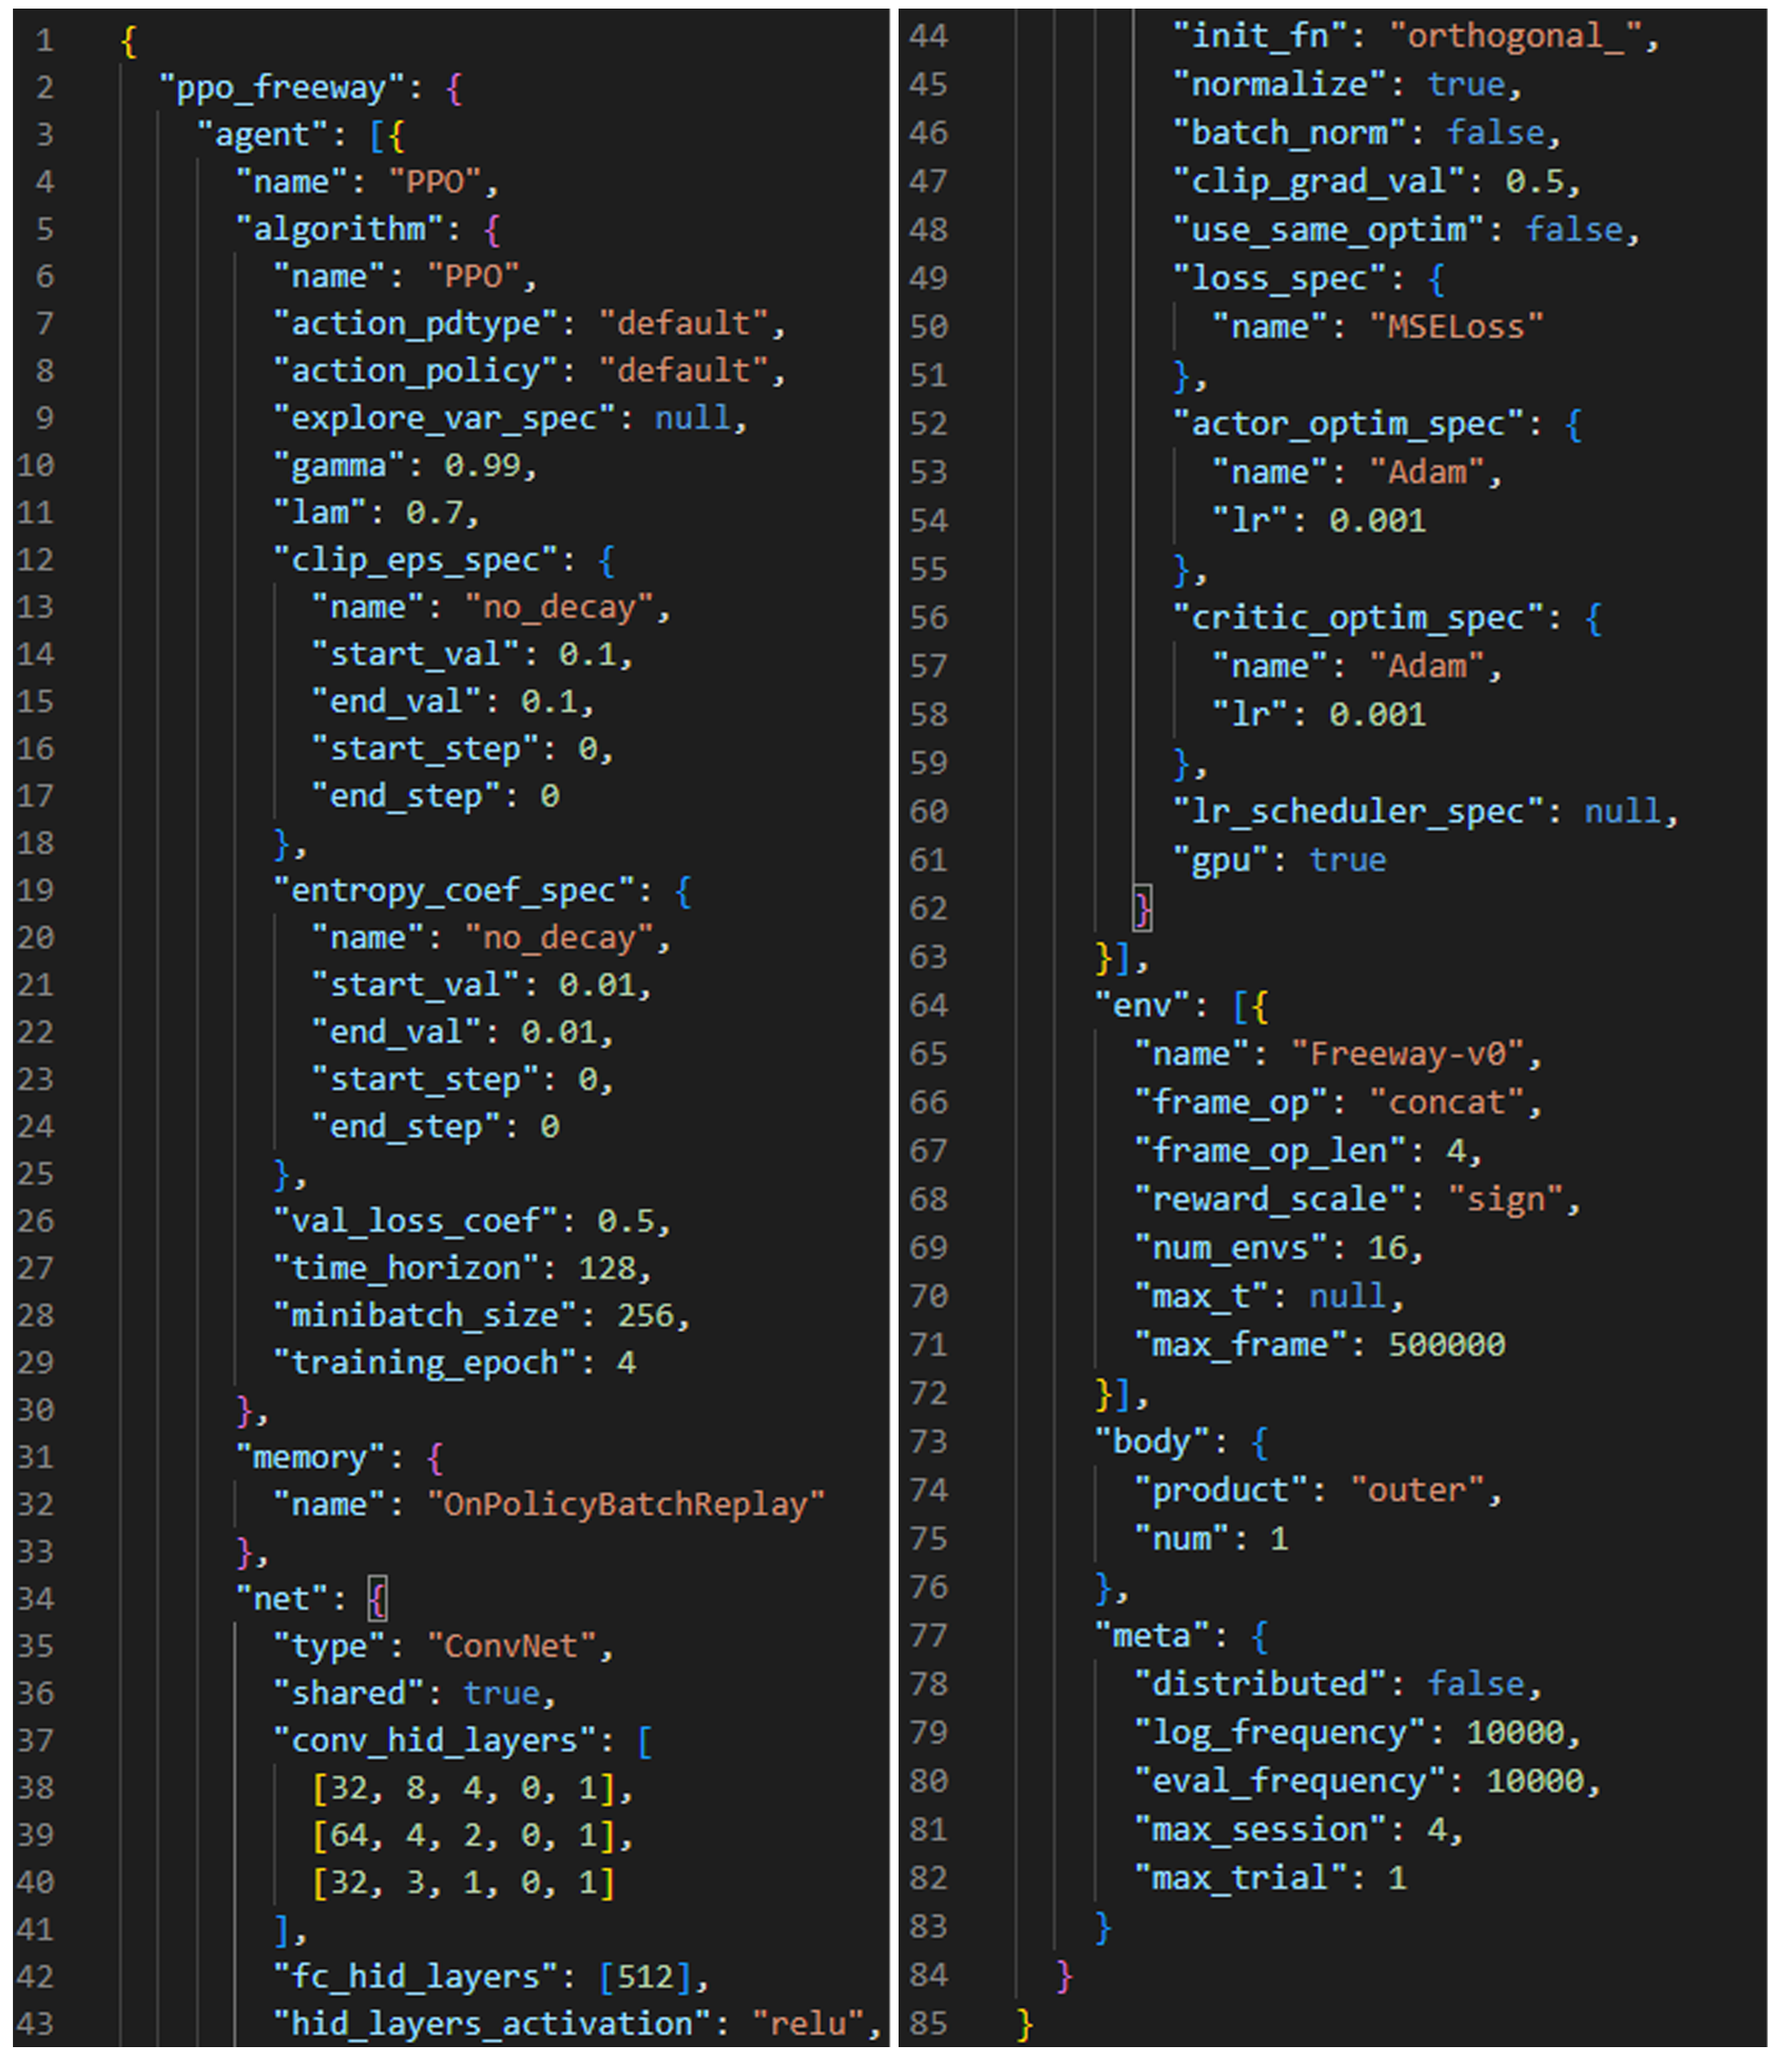 1 {
2 "ppo_freeway": {
3 "agent": [{
4 "name": "PPO",
5 "algorithm": {
6 "name": "PPO",
7 "action_pdtype": "default",
8 "action_policy": "default",
9 "explore_var_spec": null,
10 "gamma": 0.99,
11 "lam": 0.7,
12 "clip_eps_spec": {
13 "name": "no_decay",
14 "start_val": 0.1,
15 "end_val": 0.1,
16 "start_step": 0,
17 "end_step": 0
18 },
19 "entropy_coef_spec": {
20 "name": "no_decay",
21 "start_val": 0.01,
22 "end_val": 0.01,
23 "start_step": 0,
24 "end_step": 0
25 },
26 "val_loss_coef": 0.5,
27 "time_horizon": 128,
28 "minibatch_size": 256,
29 "training_epoch": 4
30 },
31 "memory": {
32 "name": "OnPolicyBatchReplay"
33 },
34 "net": {
35 "type": "ConvNet",
36 "shared": true,
37 "conv_hid_layers": [
38 [32, 8, 4, 0, 1],
39 [64, 4, 2, 0, 1],
40 [32, 3, 1, 0, 1]
41 ],
42 "fc_hid_layers": [512],
43 "hid_layers_activation": "relu",
44 "init_fn": "orthogonal_",
45 "normalize": true,
46 "batch_norm": false,
47 "clip_grad_val": 0.5,
48 "use_same_optim": false,
49 "loss_spec": {
50 "name": "MSELoss"
51 },
52 "actor_optim_spec": {
53 "name": "Adam",
54 "lr": 0.001
55 },
56 "critic_optim_spec": {
57 "name": "Adam",
58 "lr": 0.001
59 },
60 "lr_scheduler_spec": null,
61 "gpu": true
62 }
63 }],
64 "env": [{
65 "name": "Freeway-v0",
66 "frame_op": "concat",
67 "frame_op_len": 4,
68 "reward_scale": "sign",
69 "num_envs": 16,
70 "max_t": null,
71 "max_frame": 500000
72 }],
73 "body": {
74 "product": "outer",
75 "num": 1
76 },
77 "meta": {
78 "distributed": false,
79 "log_frequency": 10000,
80 "eval_frequency": 10000,
81 "max_session": 4,
82 "max_trial": 1
83 }
84 }
85 }